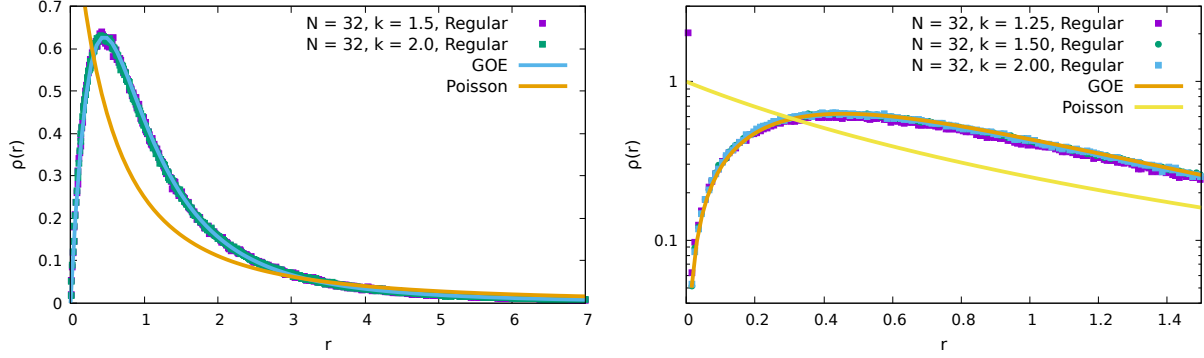 N = 32, k = 1.5, Regular
N = 32, k = 2.0, Regular
GOE
Poisson
ρ(r)
0.7
0.6
0.5
0.4
0.3
0.2
0.1
0
0 1 2 3 4 5 6 7
r
N = 32, k = 1.25, Regular
N = 32, k = 1.50, Regular
N = 32, k = 2.00, Regular
GOE
Poisson
ρ(r)
1
0.1
0 0.2 0.4 0.6 0.8 1 1.2 1.4
r